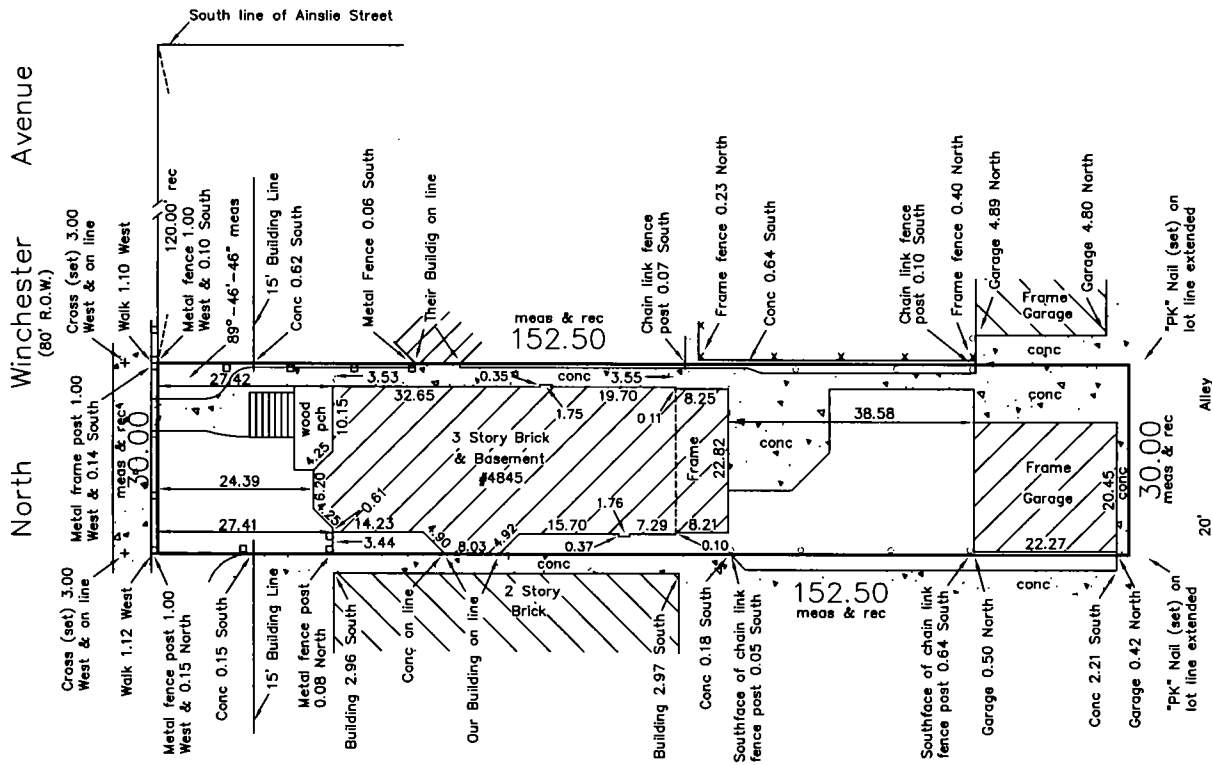 South line of Ainslie Street
North Winchester Avenue
(80' R.O.W.)
Cross (set) 3.00
West & on line
Walk 1.10 West
120.00 rec
Metal fence 1.00
West & 0.10 South
89°-46'-46" meas
15' Building Line
Conc 0.62 South
Metal Fence 0.06 South
Their Buildig on line
meas & rec
152.50
Chain link fence
post 0.07 South
Frame fence 0.23 North
Conc 0.64 South
Chain link fence
post 0.10 South
Frame fence 0.40 North
Garage 4.89 North
Garage 4.80 North
Frame
Garage
conc
"PK" Nail (set) on
lot line extended
Metal frame post 1.00
West & 0.14 South
meas & rec
30.00
27.42
3.53
0.35
conc
3.55
32.65
1.75
19.70
0.11
8.25
wood
pch
10.15
4.25
6.20
4.25
0.61
24.39
27.41
3 Story Brick
& Basement
#4845
Frame
22.82
conc
38.58
Frame
Garage
20.45
22.27
conc
30.00
meas & rec
20' Alley
14.23
3.44
4.90
8.03
4.92
15.70
0.37
1.76
7.29
8.21
0.10
conc
2 Story
Brick
152.50
meas & rec
conc
Cross (set) 3.00
West & on line
Walk 1.12 West
Metal fence post 1.00
West & 0.15 North
Conc 0.15 South
15' Building Line
Metal fence post
0.08 North
Building 2.96 South
Conc on line
Our Building on line
Building 2.97 South
Conc 0.18 South
Southface of chain link
fence post 0.05 South
Southface of chain link
fence post 0.64 South
Garage 0.50 North
Conc 2.21 South
Garage 0.42 North
"PK" Nail (set) on
lot line extended